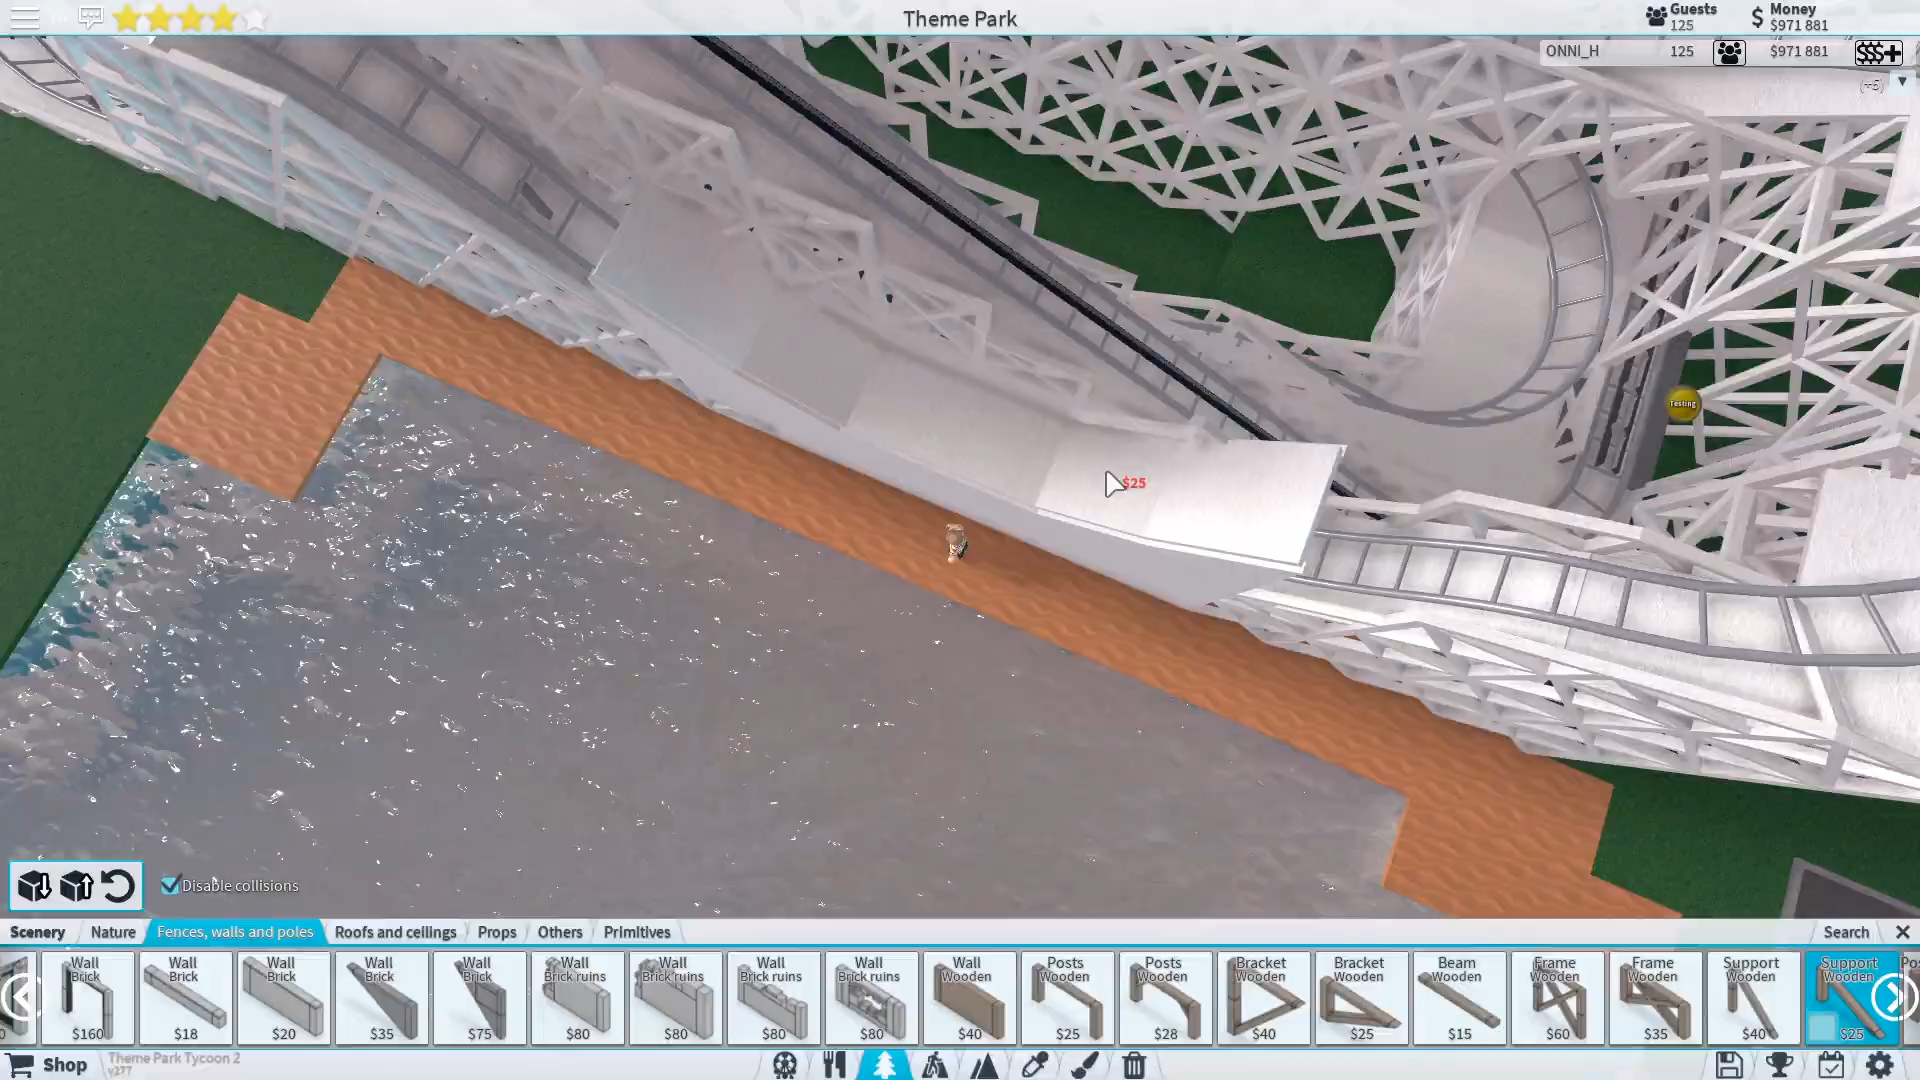 Theme Park
Guests
125
Money
$971 881
ONNI_H
125
$971 881
$$$+
(+5)
Testing
$25
Disable collisions
Scenery
Nature
Fences, walls and poles
Roofs and ceilings
Props
Others
Primitives
Search
Wall
Brick
$160
Wall
Brick
$18
Wall
Brick
$20
Wall
Brick
$35
Wall
Brick
$75
Wall
Brick ruins
$80
Wall
Brick ruins
$80
Wall
Brick ruins
$80
Wall
Brick ruins
$80
Wall
Wooden
$40
Posts
Wooden
$25
Posts
Wooden
$28
Bracket
Wooden
$40
Bracket
Wooden
$25
Beam
Wooden
$15
Frame
Wooden
$60
Frame
Wooden
$35
Support
Wooden
$40
Support
Wooden
$25
Shop
Theme Park Tycoon 2
v277